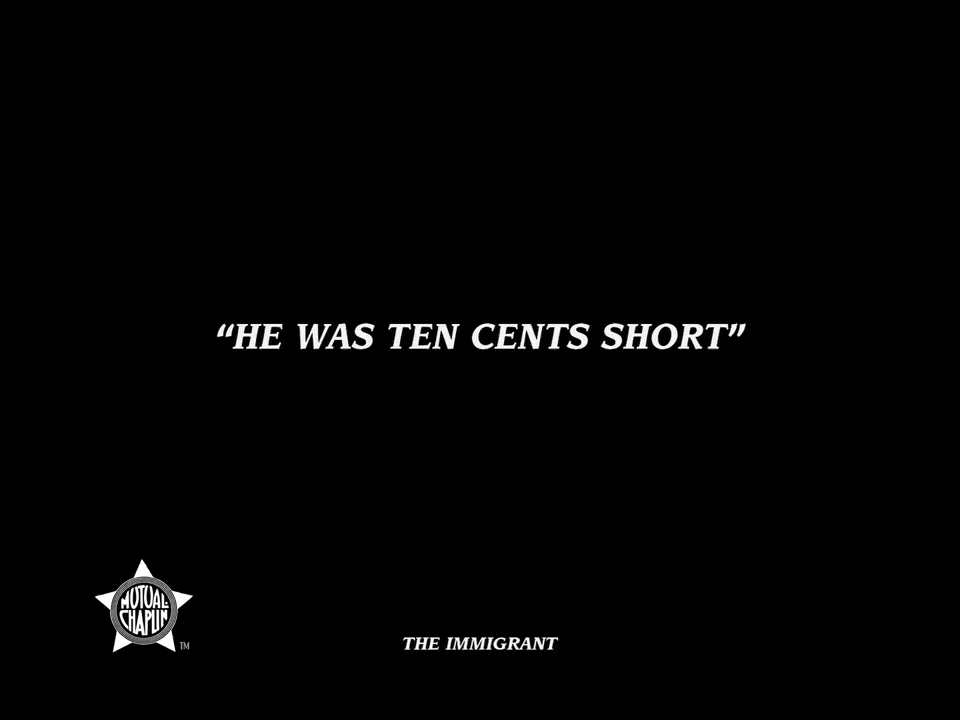 “HE WAS TEN CENTS SHORT”
MUTUAL-
CHAPLIN
TM
THE IMMIGRANT